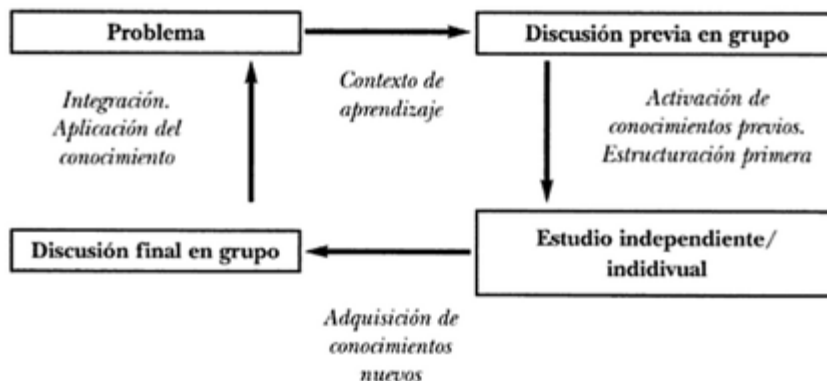 Problema
Discusión previa en grupo
Contexto de
aprendizaje
Integración.
Aplicación del
conocimiento
Activación de
conocimientos previos.
Estructuración primera
Discusión final en grupo
Estudio independiente/
indidivual
Adquisición de
conocimientos
nuevos